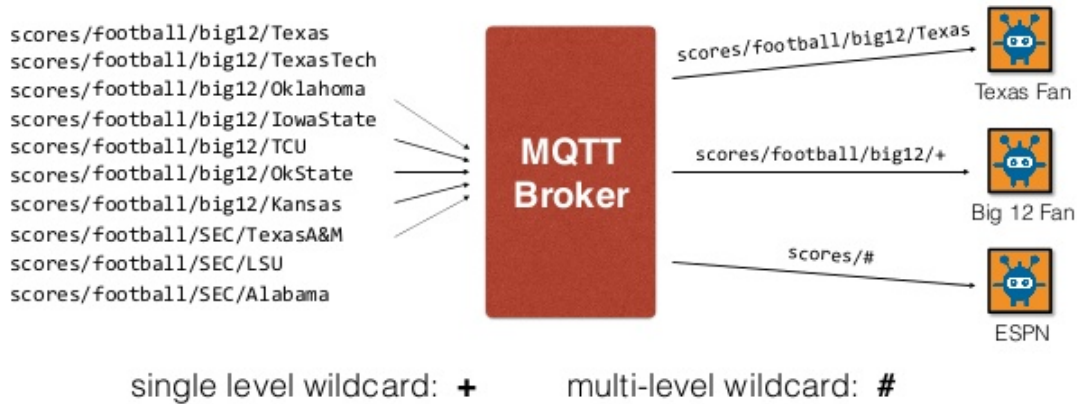 scores/football/big12/Texas
scores/football/big12/TexasTech
scores/football/big12/Oklahoma
scores/football/big12/IowaState
scores/football/big12/TCU
scores/football/big12/OkState
scores/football/big12/Kansas
scores/football/SEC/TexasA&M
scores/football/SEC/LSU
scores/football/SEC/Alabama
MQTT
Broker
scores/football/big12/Texas
Texas Fan
scores/football/big12/+
Big 12 Fan
scores/#
ESPN
single level wildcard: + multi-level wildcard: #